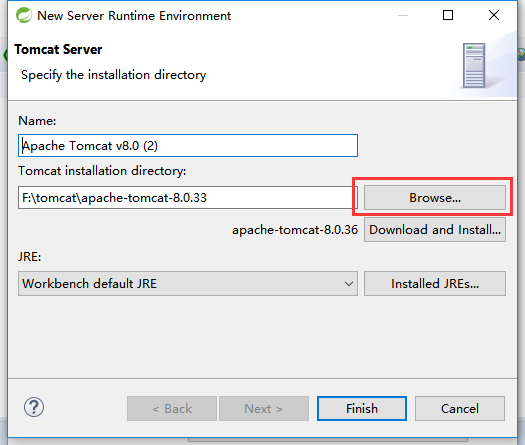 New Server Runtime Environment
Tomcat Server
Specify the installation directory
Name:
Apache Tomcat v8.0 (2)
Tomcat installation directory:
F:\tomcat\apache-tomcat-8.0.33
Browse...
apache-tomcat-8.0.36
Download and Install...
JRE:
Workbench default JRE
Installed JREs...
?
< Back
Next >
Finish
Cancel